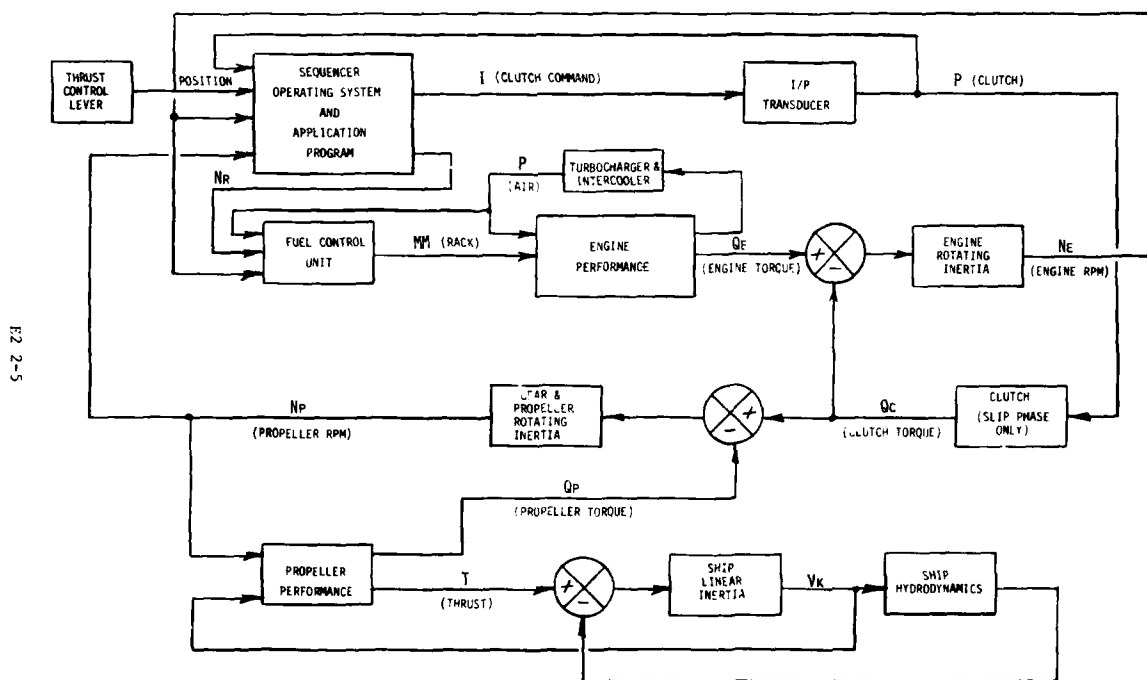 THRUST
CONTROL
LEVER
POSITION
SEQUENCER
OPERATING SYSTEM
AND
APPLICATION
PROGRAM
I (CLUTCH COMMAND)
I/P
TRANSDUCER
P (CLUTCH)
NR
P
(AIR)
TURBOCHARGER &
INTERCOOLER
FUEL CONTROL
UNIT
MM (RACK)
ENGINE
PERFORMANCE
QE
(ENGINE TORQUE)
+
-
ENGINE
ROTATING
INERTIA
NE
(ENGINE RPM)
E2 2-5
NP
(PROPELLER RPM)
GEAR &
PROPELLER
ROTATING
INERTIA
+
-
QC
(CLUTCH TORQUE)
CLUTCH
(SLIP PHASE
ONLY)
QP
(PROPELLER TORQUE)
PROPELLER
PERFORMANCE
T
(THRUST)
+
-
SHIP
LINEAR
INERTIA
VK
SHIP
HYDRODYNAMICS